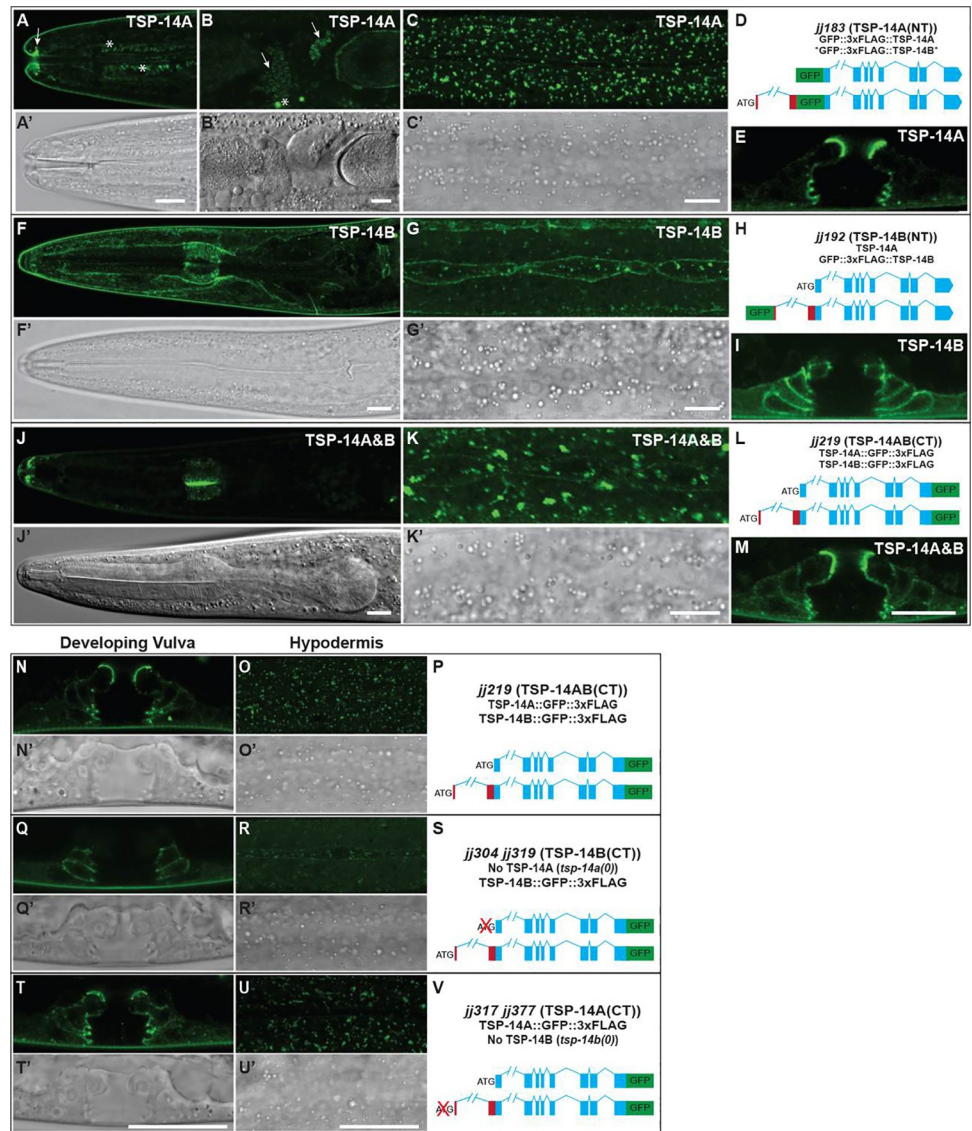 A TSP-14A
B TSP-14A
C TSP-14A
D
jj183 (TSP-14A(NT))
GFP::3xFLAG::TSP-14A
"GFP::3xFLAG::TSP-14B"
GFP
ATG GFP
A'
B'
C'
E TSP-14A
F TSP-14B
G TSP-14B
H
jj192 (TSP-14B(NT))
TSP-14A
GFP::3xFLAG::TSP-14B
ATG
GFP
F'
G'
I TSP-14B
J TSP-14A&B
K TSP-14A&B
L
jj219 (TSP-14AB(CT))
TSP-14A::GFP::3xFLAG
TSP-14B::GFP::3xFLAG
ATG GFP
ATG GFP
J'
K'
M TSP-14A&B
Developing Vulva
Hypodermis
N
O
P
jj219 (TSP-14AB(CT))
TSP-14A::GFP::3xFLAG
TSP-14B::GFP::3xFLAG
ATG GFP
ATG GFP
N'
O'
Q
R
S
jj304 jj319 (TSP-14B(CT))
No TSP-14A (tsp-14a(0))
TSP-14B::GFP::3xFLAG
ATG GFP
ATG GFP
Q'
R'
T
U
V
jj317 jj377 (TSP-14A(CT))
TSP-14A::GFP::3xFLAG
No TSP-14B (tsp-14b(0))
ATG GFP
ATG GFP
T'
U'